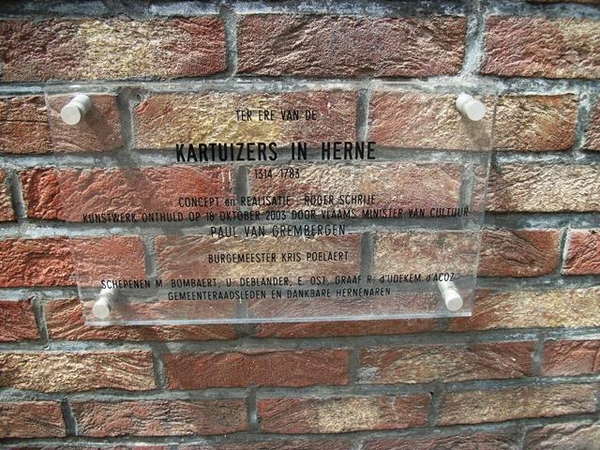 TER ERE VAN DE
KARTUIZERS IN HERNE
1314 1783
CONCEPT en REALISATIE : ROGER SCHRIJE
KUNSTWERK ONTHULD OP 18 OKTOBER 2003 DOOR VLAAMS MINISTER VAN CULTUUR
PAUL VAN GREMBERGEN
BURGEMEESTER KRIS POELAERT
SCHEPENEN M. BOMBAERT, U. DEBLANDER, E. OST, GRAAF R. d'UDEKEM d'ACOZ
GEMEENTERAADSLEDEN EN DANKBARE HERNENAREN